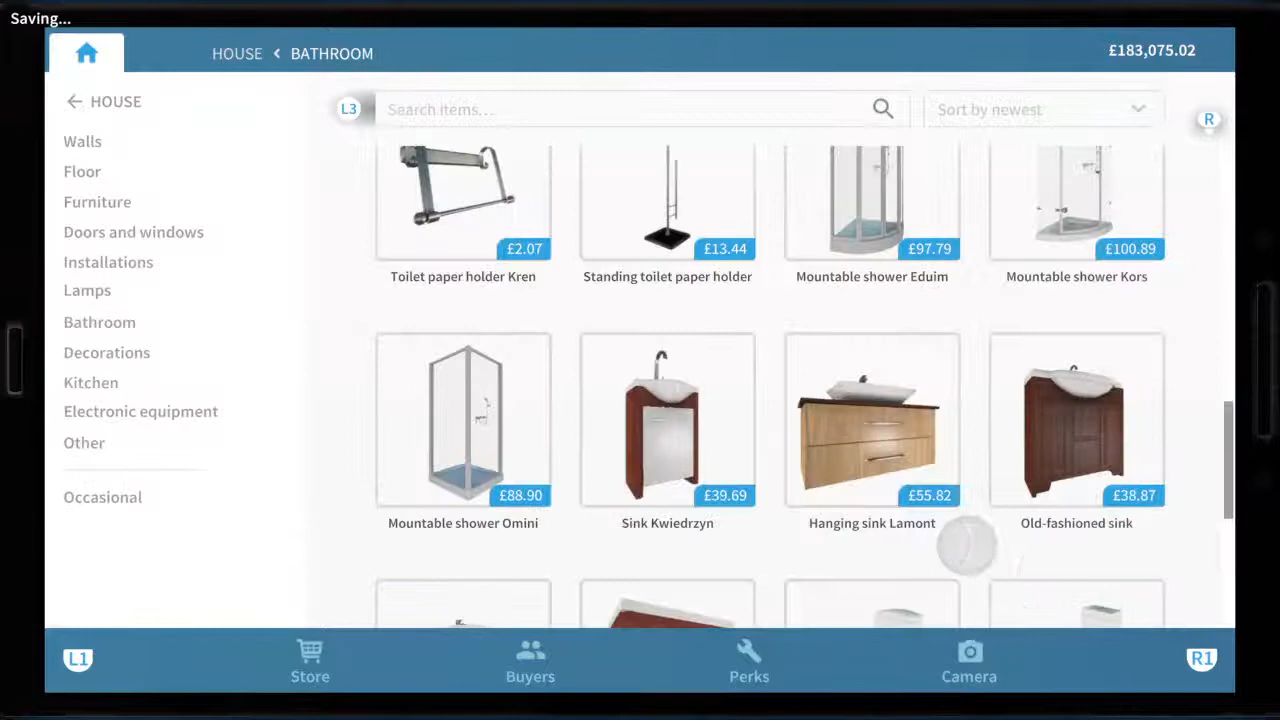 Saving...
HOUSE < BATHROOM
£183,075.02
HOUSE
L3
Search items...
Sort by newest
R
Walls
Floor
Furniture
Doors and windows
Installations
Lamps
Bathroom
Decorations
Kitchen
Electronic equipment
Other
Occasional
£2.07
£13.44
£97.79
£100.89
Toilet paper holder Kren
Standing toilet paper holder
Mountable shower Eduim
Mountable shower Kors
£88.90
£39.69
£55.82
£38.87
Mountable shower Omini
Sink Kwiedrzyn
Hanging sink Lamont
Old-fashioned sink
L1
Store
Buyers
Perks
Camera
R1